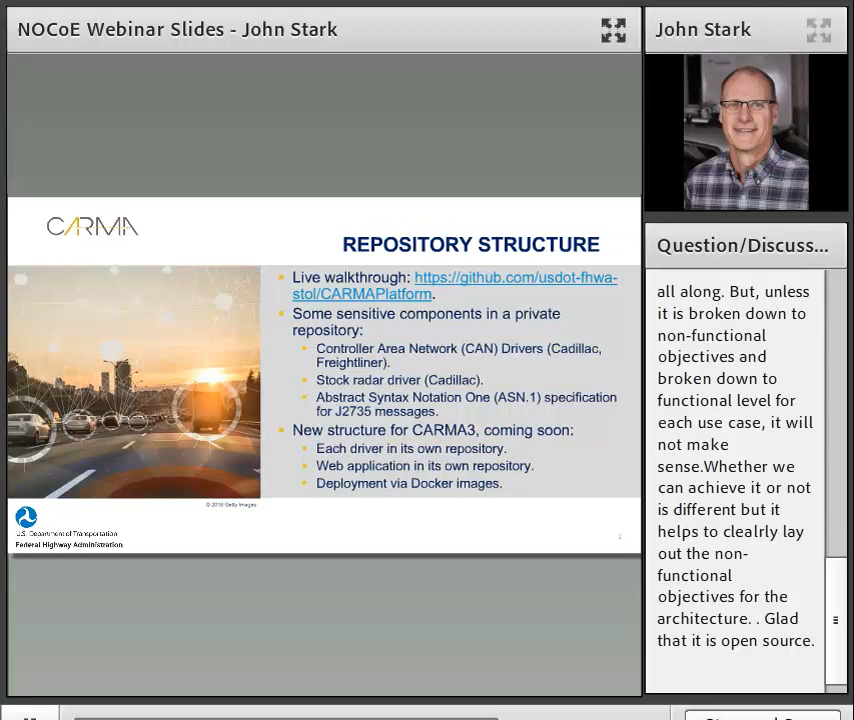 NOCoE Webinar Slides - John Stark
John Stark
CARMA
REPOSITORY STRUCTURE
Live walkthrough: https://github.com/usdot-fhwa-
stol/CARMAPlatform.
Some sensitive components in a private
repository:
Controller Area Network (CAN) Drivers (Cadillac,
Freightliner).
Stock radar driver (Cadillac).
Abstract Syntax Notation One (ASN.1) specification
for J2735 messages.
New structure for CARMA3, coming soon:
Each driver in its own repository.
Web application in its own repository.
Deployment via Docker images.
© 2018 Getty Images
U.S. Department of Transportation
Federal Highway Administration
2
Question/Discuss...
all along. But, unless
it is broken down to
non-functional
objectives and
broken down to
functional level for
each use case, it will
not make
sense.Whether we
can achieve it or not
is different but it
helps to clealrly lay
out the non-
functional
objectives for the
architecture. . Glad
that it is open source.